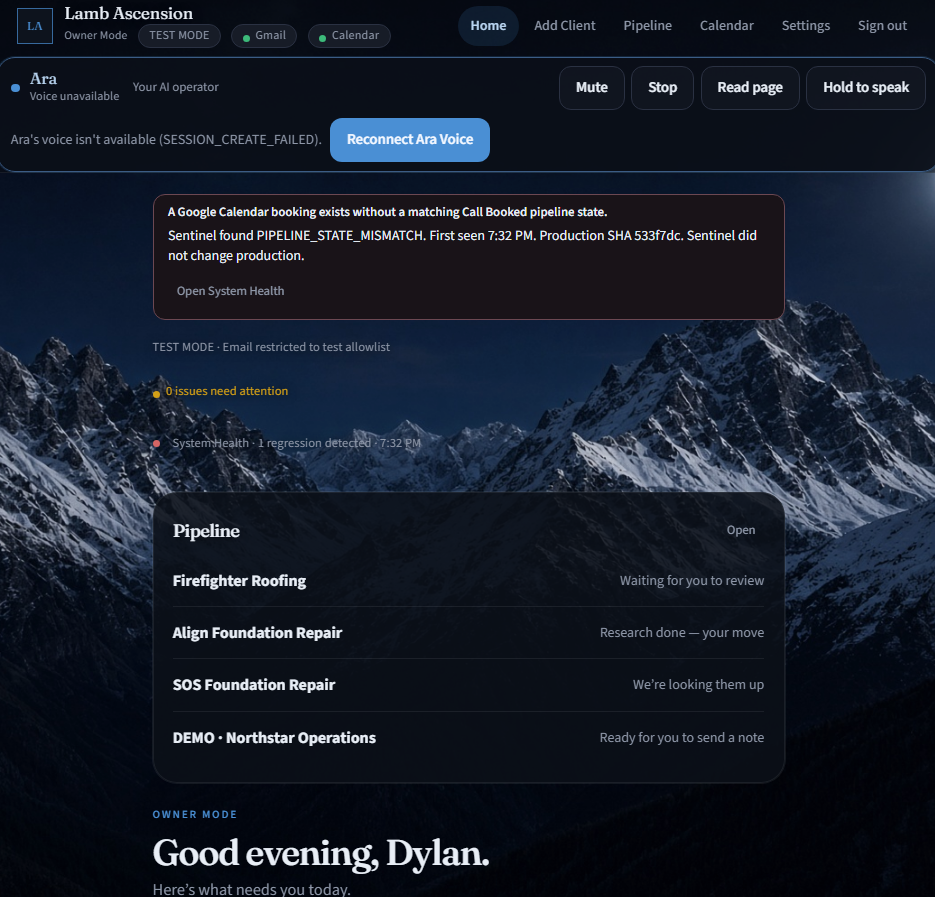 LA
Lamb Ascension
Owner Mode
TEST MODE
Gmail
Calendar
Home
Add Client
Pipeline
Calendar
Settings
Sign out
Ara
Voice unavailable
Your AI operator
Mute
Stop
Read page
Hold to speak
Ara's voice isn't available (SESSION_CREATE_FAILED).
Reconnect Ara Voice
A Google Calendar booking exists without a matching Call Booked pipeline state.
Sentinel found PIPELINE_STATE_MISMATCH. First seen 7:32 PM. Production SHA 533f7dc. Sentinel did
not change production.
Open System Health
TEST MODE · Email restricted to test allowlist
0 issues need attention
System Health · 1 regression detected · 7:32 PM
Pipeline
Open
Firefighter Roofing
Waiting for you to review
Align Foundation Repair
Research done — your move
SOS Foundation Repair
We’re looking them up
DEMO · Northstar Operations
Ready for you to send a note
OWNER MODE
Good evening, Dylan.
Here’s what needs you today.